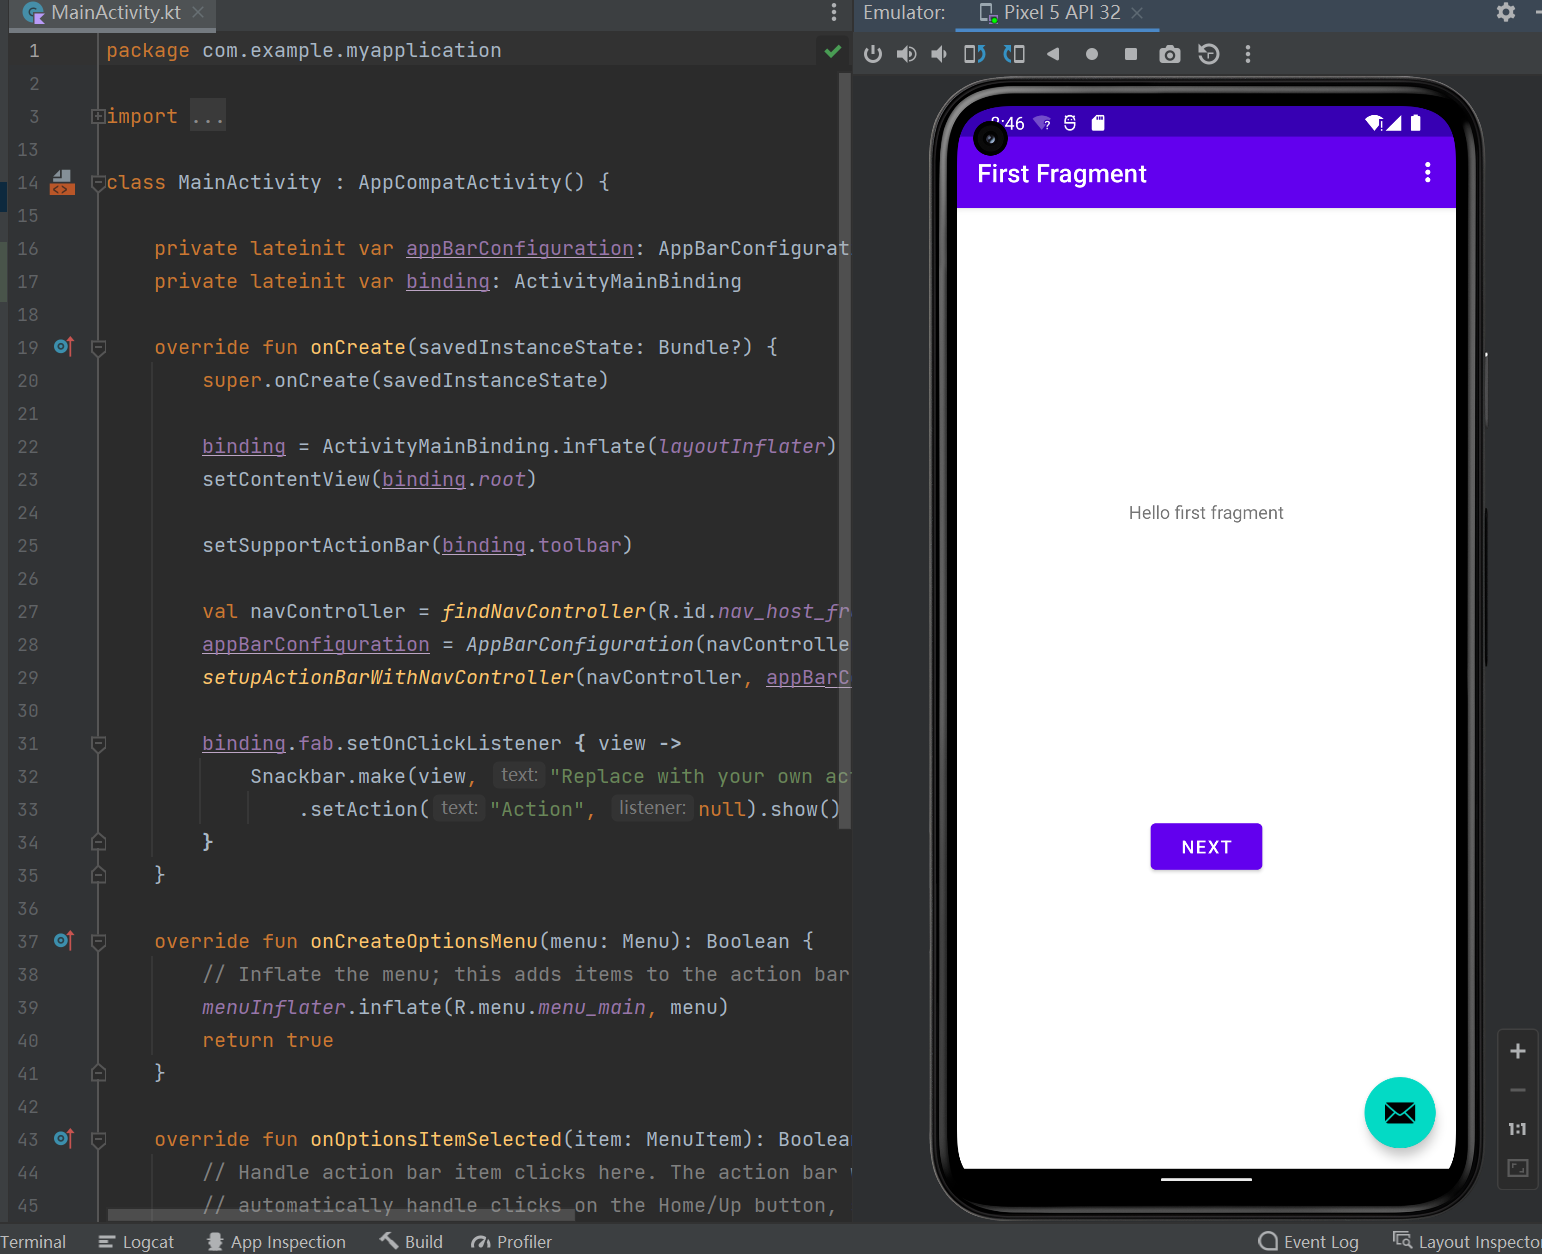 MainActivity.kt
Emulator: Pixel 5 API 32
1 package com.example.myapplication
2
3 import ...
13
14 class MainActivity : AppCompatActivity() {
15
16 private lateinit var appBarConfiguration: AppBarConfigurat
17 private lateinit var binding: ActivityMainBinding
18
19 override fun onCreate(savedInstanceState: Bundle?) {
20 super.onCreate(savedInstanceState)
21
22 binding = ActivityMainBinding.inflate(layoutInflater)
23 setContentView(binding.root)
24
25 setSupportActionBar(binding.toolbar)
26
27 val navController = findNavController(R.id.nav_host_fr
28 appBarConfiguration = AppBarConfiguration(navControlle
29 setupActionBarWithNavController(navController, appBarC
30
31 binding.fab.setOnClickListener { view ->
32 Snackbar.make(view, text: "Replace with your own ac
33 .setAction( text: "Action", listener: null).show()
34 }
35 }
36
37 override fun onCreateOptionsMenu(menu: Menu): Boolean {
38 // Inflate the menu; this adds items to the action bar
39 menuInflater.inflate(R.menu.menu_main, menu)
40 return true
41 }
42
43 override fun onOptionsItemSelected(item: MenuItem): Boolea
44 // Handle action bar item clicks here. The action bar
45 // automatically handle clicks on the Home/Up button,
:46
First Fragment
Hello first fragment
NEXT
1:1
Terminal Logcat App Inspection Build Profiler Event Log Layout Inspecto